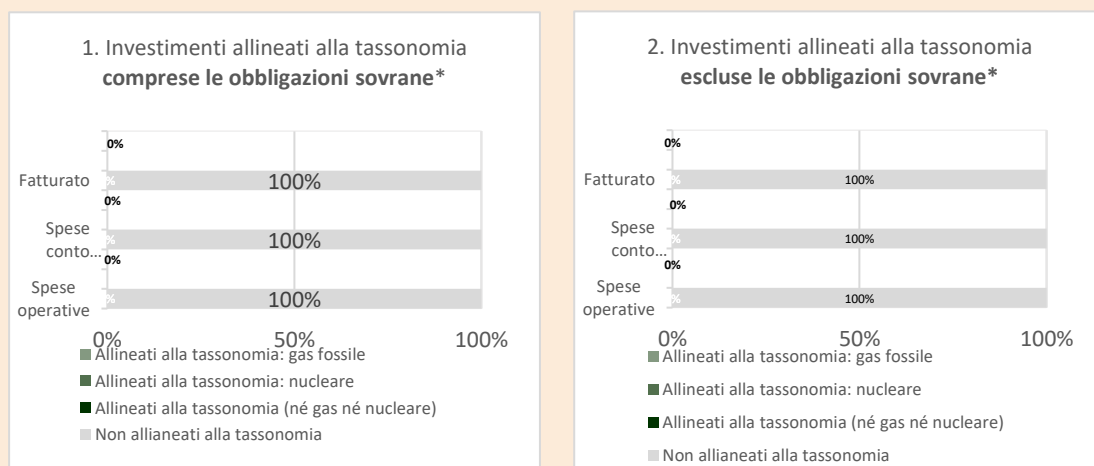 1. Investimenti allineati alla tassonomia
comprese le obbligazioni sovrane*
0%
Fatturato
%
100%
0%
Spese
conto...
%
100%
0%
Spese
operative
%
100%
0%
50%
100%
Allineati alla tassonomia: gas fossile
Allineati alla tassonomia: nucleare
Allineati alla tassonomia (né gas né nucleare)
Non allianeati alla tassonomia
2. Investimenti allineati alla tassonomia
escluse le obbligazioni sovrane*
0%
Fatturato
%
100%
0%
Spese
conto...
%
100%
0%
Spese
operative
%
100%
0%
50%
100%
Allineati alla tassonomia: gas fossile
Allineati alla tassonomia: nucleare
Allineati alla tassonomia (né gas né nucleare)
Non allianeati alla tassonomia